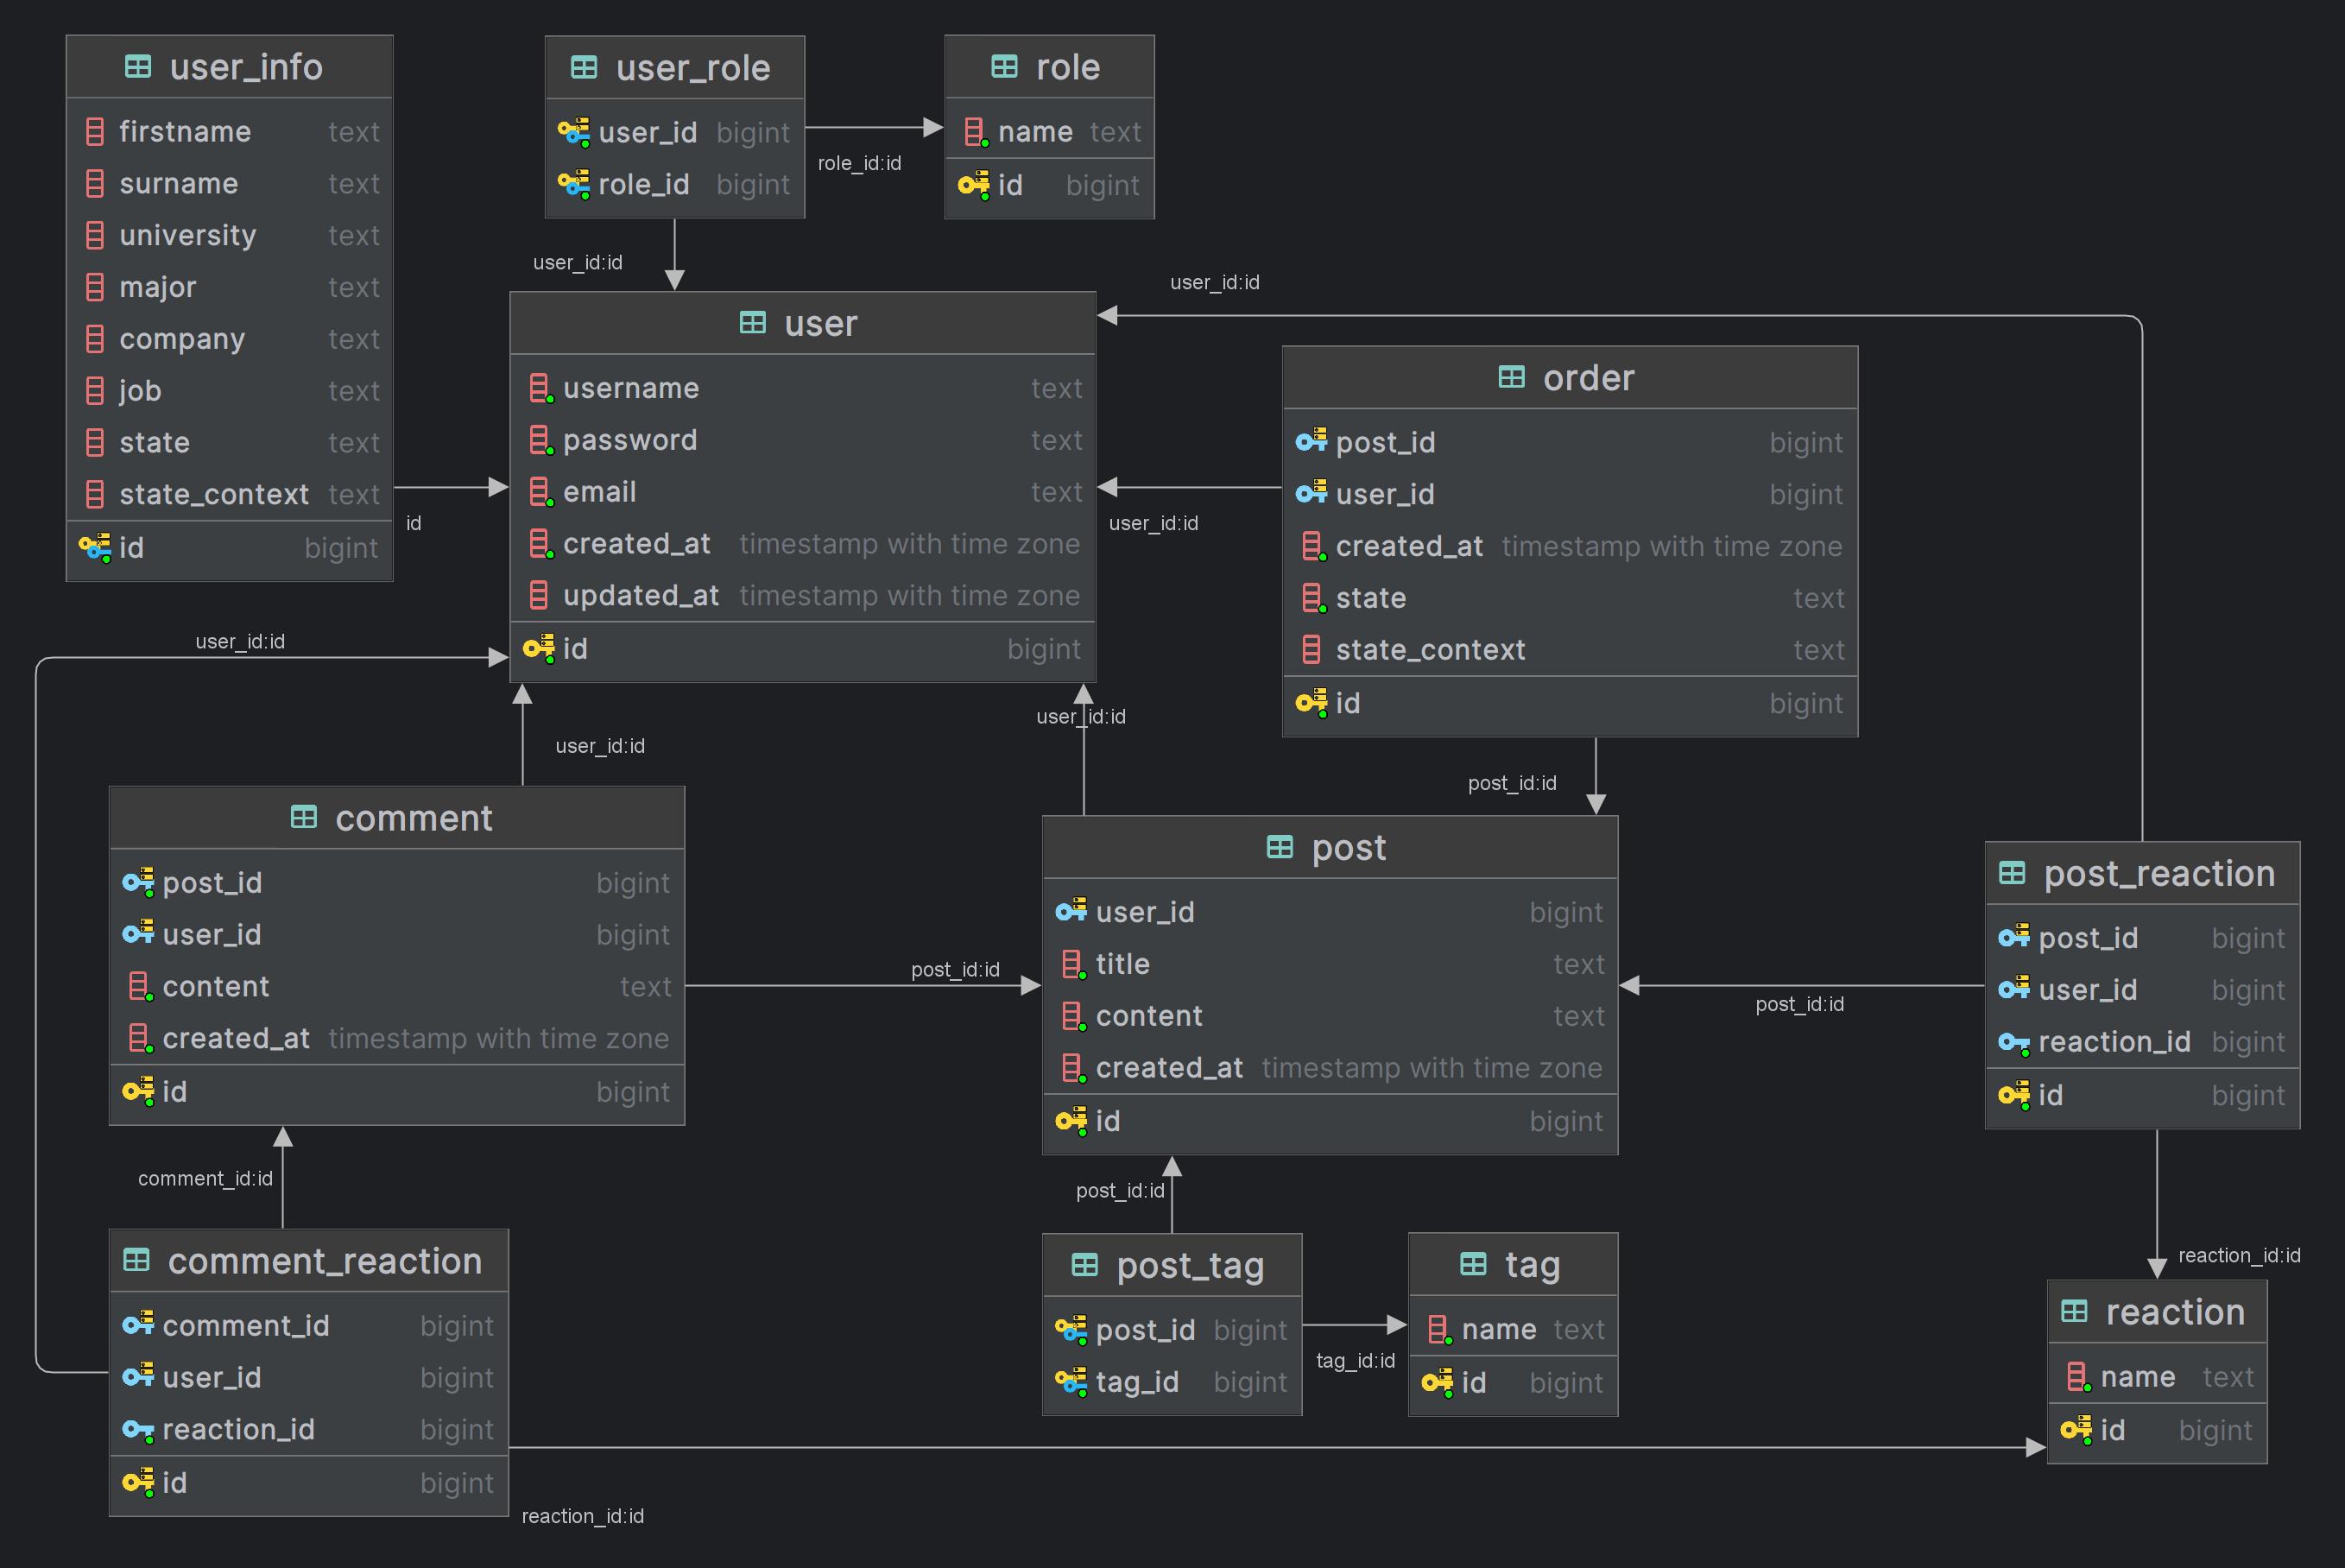 user_info
firstname text
surname text
university text
major text
company text
job text
state text
state_context text
id bigint
id
user_role
user_id bigint
role_id bigint
role_id:id
user_id:id
role
name text
id bigint
user_id:id
user
username text
password text
email text
created_at timestamp with time zone
updated_at timestamp with time zone
id bigint
user_id:id
order
post_id bigint
user_id bigint
created_at timestamp with time zone
state text
state_context text
id bigint
user_id:id
user_id:id
user_id:id
post_id:id
comment
post_id bigint
user_id bigint
content text
created_at timestamp with time zone
id bigint
post_id:id
post
user_id bigint
title text
content text
created_at timestamp with time zone
id bigint
post_id:id
post_reaction
post_id bigint
user_id bigint
reaction_id bigint
id bigint
comment_id:id
post_id:id
reaction_id:id
comment_reaction
comment_id bigint
user_id bigint
reaction_id bigint
id bigint
reaction_id:id
post_tag
post_id bigint
tag_id bigint
tag_id:id
tag
name text
id bigint
reaction
name text
id bigint